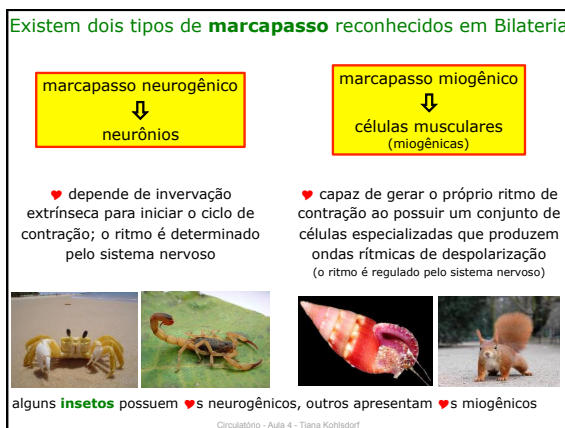 Existem dois tipos de marcapasso reconhecidos em Bilateria
marcapasso neurogênico
neurônios
marcapasso miogênico
células musculares
(miogênicas)
depende de invervação
extrínseca para iniciar o ciclo de
contração; o ritmo é determinado
pelo sistema nervoso
capaz de gerar o próprio ritmo de
contração ao possuir um conjunto de
células especializadas que produzem
ondas rítmicas de despolarização
(o ritmo é regulado pelo sistema nervoso)
alguns insetos possuem ♥s neurogênicos, outros apresentam ♥s miogênicos
Circulatório - Aula 4 - Tiana Kohlsdorf